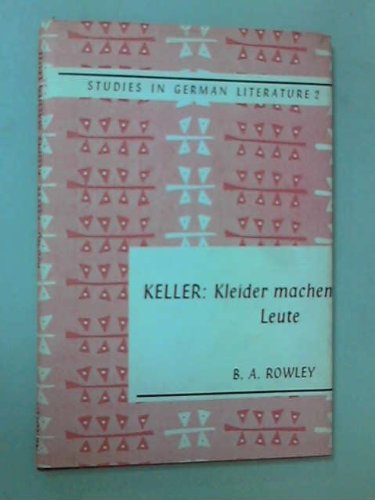 STUDIES IN GERMAN LITERATURE 2
KELLER: Kleider machen
Leute
B. A. ROWLEY